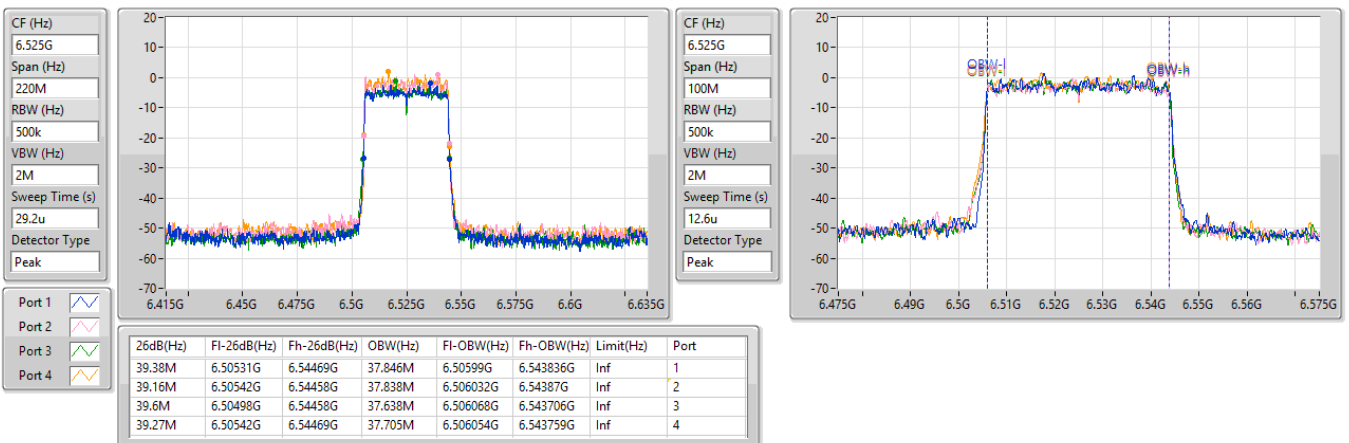 CF (Hz)
6.525G
Span (Hz)
220M
RBW (Hz)
500k
VBW (Hz)
2M
Sweep Time (s)
29.2u
Detector Type
Peak
20
10
0
-10
-20
-30
-40
-50
-60
-70
6.415G 6.45G 6.475G 6.5G 6.525G 6.55G 6.575G 6.6G 6.635G
CF (Hz)
6.525G
Span (Hz)
100M
RBW (Hz)
500k
VBW (Hz)
2M
Sweep Time (s)
12.6u
Detector Type
Peak
20
10
0
-10
-20
-30
-40
-50
-60
-70
OBW-l OBW-h
6.475G 6.49G 6.5G 6.51G 6.52G 6.53G 6.54G 6.55G 6.56G 6.575G
Port 1
Port 2
Port 3
Port 4
26dB(Hz) Fl-26dB(Hz) Fh-26dB(Hz) OBW(Hz) Fl-OBW(Hz) Fh-OBW(Hz) Limit(Hz) Port
39.38M 6.50531G 6.54469G 37.846M 6.50599G 6.543836G Inf 1
39.16M 6.50542G 6.54458G 37.838M 6.506032G 6.54387G Inf 2
39.6M 6.50498G 6.54458G 37.638M 6.506068G 6.543706G Inf 3
39.27M 6.50542G 6.54469G 37.705M 6.506054G 6.543759G Inf 4